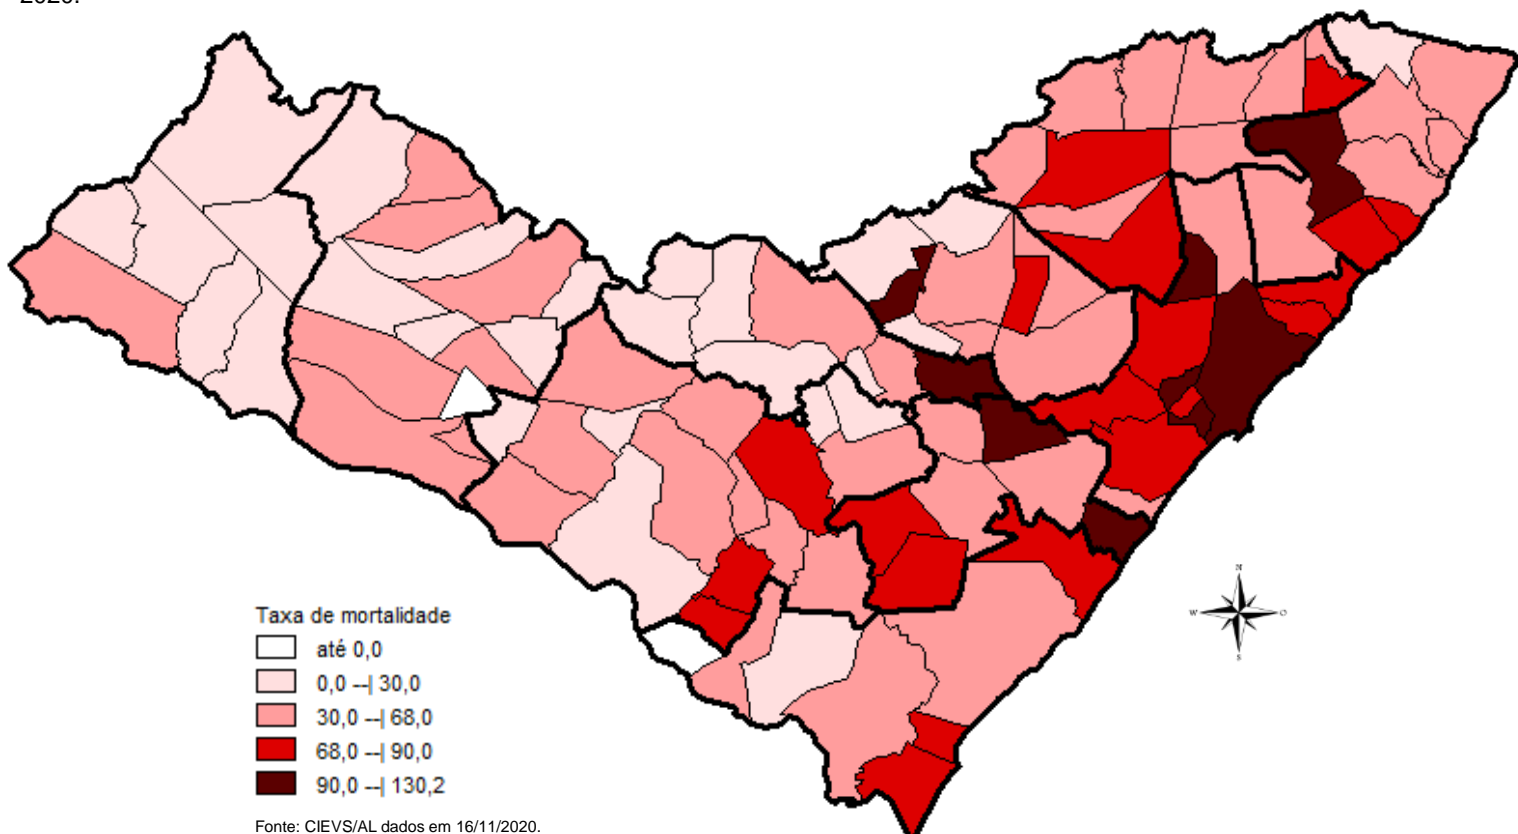 2020.
N
W
O
S
Taxa de mortalidade
até 0,0
0,0 --| 30,0
30,0 --| 68,0
68,0 --| 90,0
90,0 --| 130,2
Fonte: CIEVS/AL dados em 16/11/2020.